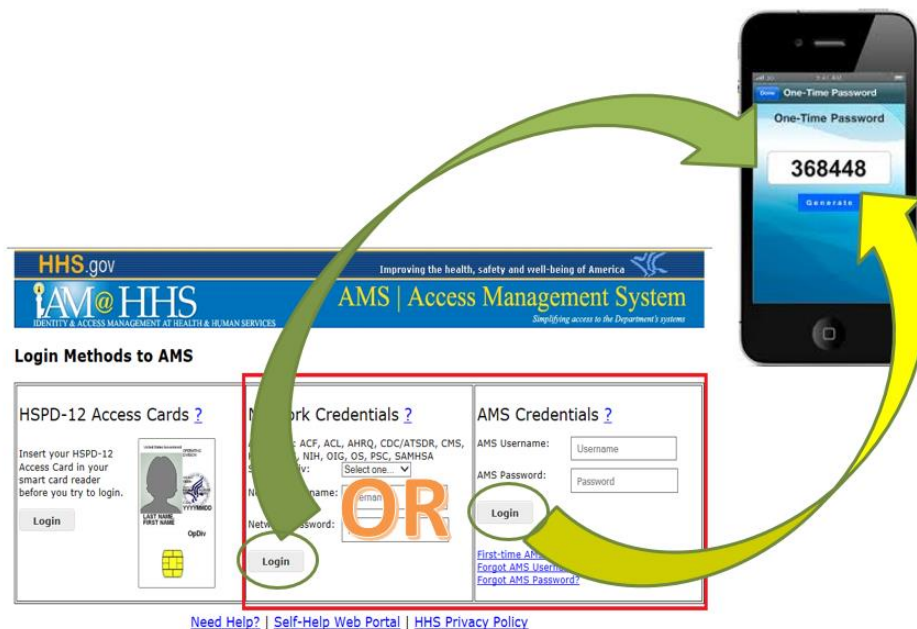 One-Time Password
One-Time Password
368448
Generate
HHS.gov
Improving the health, safety and well-being of America
iAM@HHS
IDENTITY & ACCESS MANAGEMENT AT HEALTH & HUMAN SERVICES
AMS | Access Management System
Simplifying access to the Department's systems
Login Methods to AMS
HSPD-12 Access Cards ?
Insert your HSPD-12
Access Card in your
smart card reader
before you try to login.
Login
LAST NAME
FIRST NAME
OpDiv
Credentials ?
ACF, ACL, AHRQ, CDC/ATSDR, CMS,
NIH, OIG, OS, PSC, SAMHSA
Select one...
OR
Login
AMS Credentials ?
AMS Username:
Username
AMS Password:
Password
Login
First-time
Forgot AMS
Forgot AMS Password?
Need Help? | Self-Help Web Portal | HHS Privacy Policy